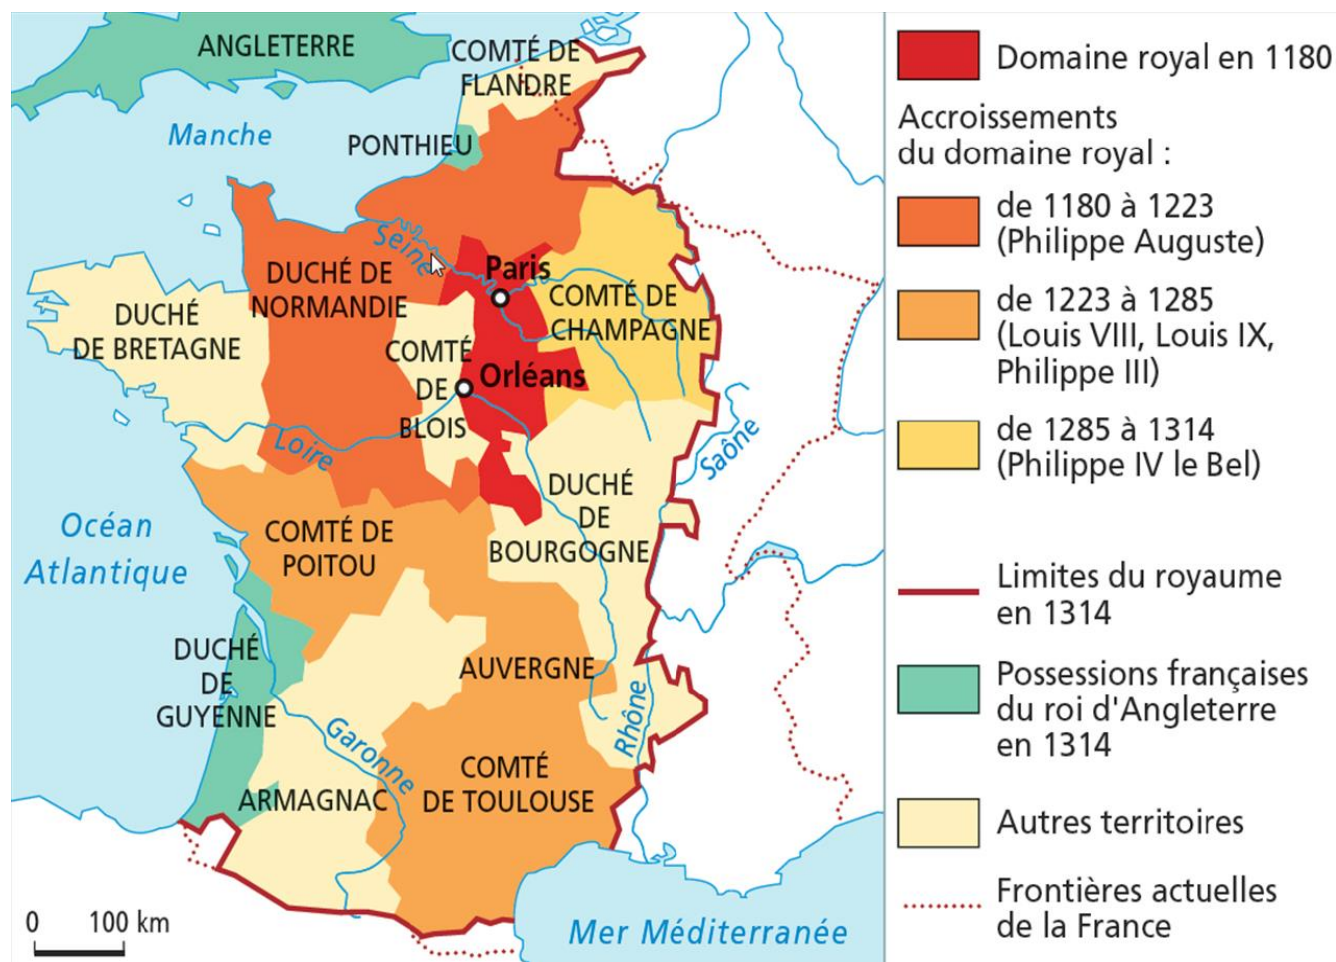 ANGLETERRE
COMTÉ DE
FLANDRE
Manche
PONTHIEU
Seine
Paris
DUCHÉ DE
NORMANDIE
COMTÉ DE
CHAMPAGNE
DUCHÉ
DE BRETAGNE
COMTÉ
DE
BLOIS
Orléans
Loire
Saône
DUCHÉ
DE
BOURGOGNE
Océan
Atlantique
COMTÉ DE
POITOU
DUCHÉ
DE
GUYENNE
AUVERGNE
Rhône
Garonne
COMTÉ
DE TOULOUSE
ARMAGNAC
0 100 km
Mer Méditerranée
Domaine royal en 1180
Accroissements
du domaine royal :
de 1180 à 1223
(Philippe Auguste)
de 1223 à 1285
(Louis VIII, Louis IX,
Philippe III)
de 1285 à 1314
(Philippe IV le Bel)
Limites du royaume
en 1314
Possessions françaises
du roi d'Angleterre
en 1314
Autres territoires
Frontières actuelles
de la France